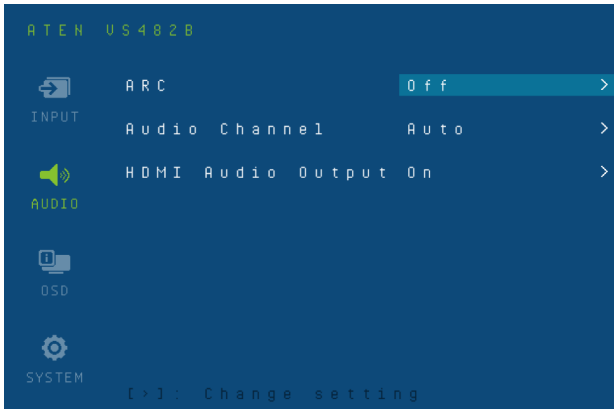 ATEN VS482B
ARC Off >
INPUT
Audio Channel Auto >
HDMI Audio Output On >
AUDIO
OSD
SYSTEM
[>]: Change setting